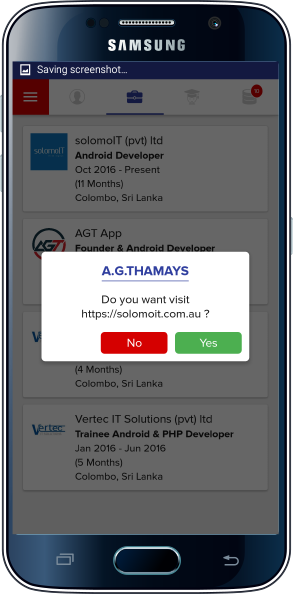 SAMSUNG
Saving screenshot...
10
solomoIT
solomoIT (pvt) ltd
Android Developer
Oct 2016 - Present
(11 Months)
Colombo, Sri Lanka
AGT
AGT App
Founder & Android Developer
A.G.THAMAYS
Do you want visit
https://solomoit.com.au ?
No
Yes
(4 Months)
Colombo, Sri Lanka
Vertec
Vertec IT Solutions (pvt) ltd
Trainee Android & PHP Developer
Jan 2016 - Jun 2016
(5 Months)
Colombo, Sri Lanka